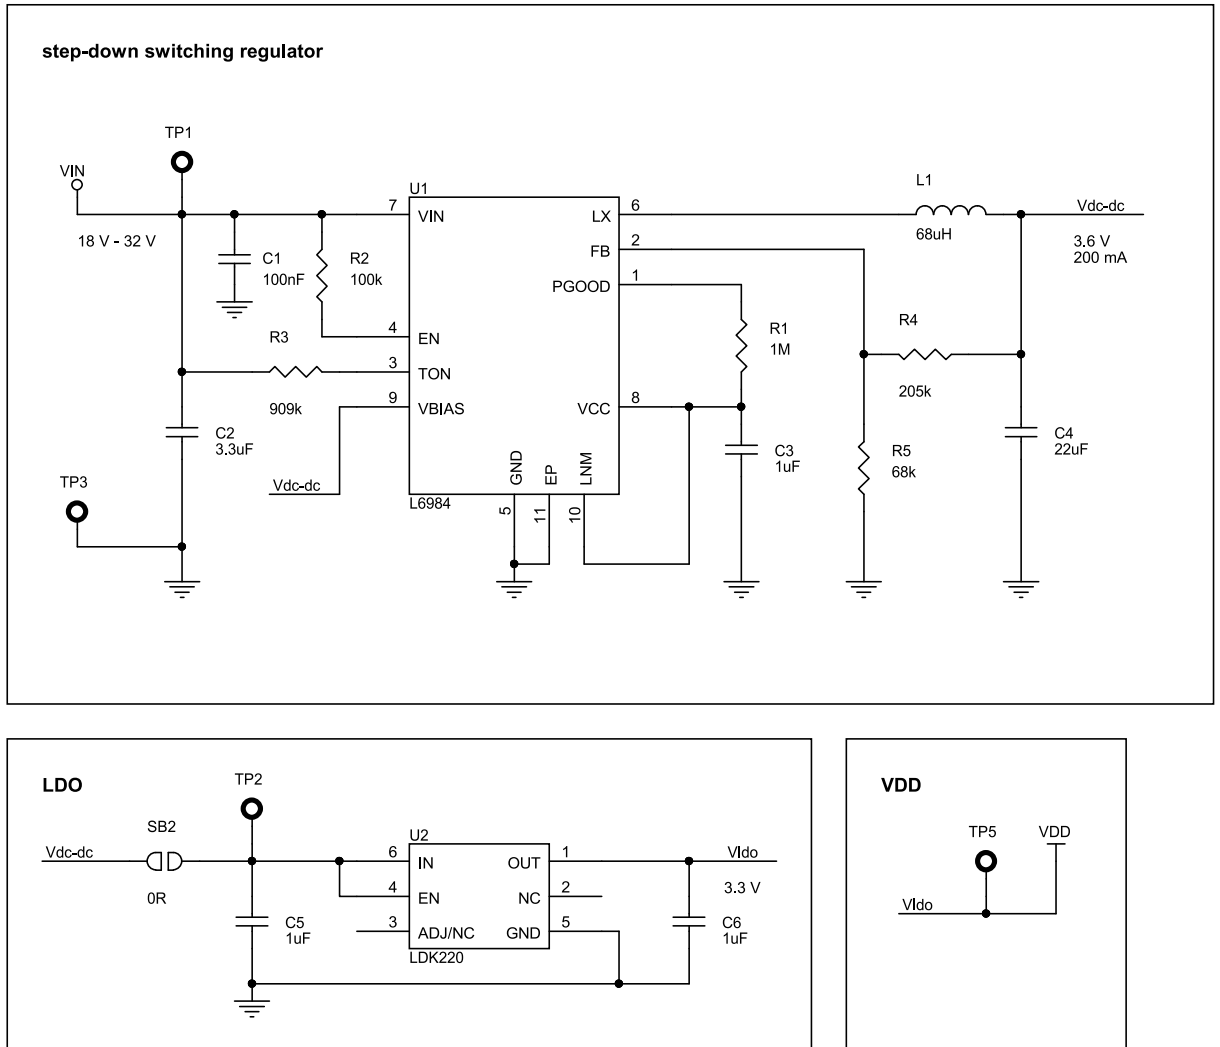 step-down switching regulator
TP1
VIN
18 V - 32 V
C1
100nF
R2
100k
R3
909k
C2
3.3uF
TP3
Vdc-dc
U1
7
VIN
4
EN
3
TON
9
VBIAS
LX
6
FB
2
PGOOD
1
VCC
8
GND
EP
LNM
5
11
10
L6984
L1
68uH
Vdc-dc
3.6 V
200 mA
R1
1M
R4
205k
C3
1uF
R5
68k
C4
22uF
LDO
TP2
SB2
Vdc-dc
0R
C5
1uF
U2
6
IN
4
EN
3
ADJ/NC
OUT
1
NC
2
GND
5
LDK220
Vldo
3.3 V
C6
1uF
VDD
TP5
VDD
Vldo